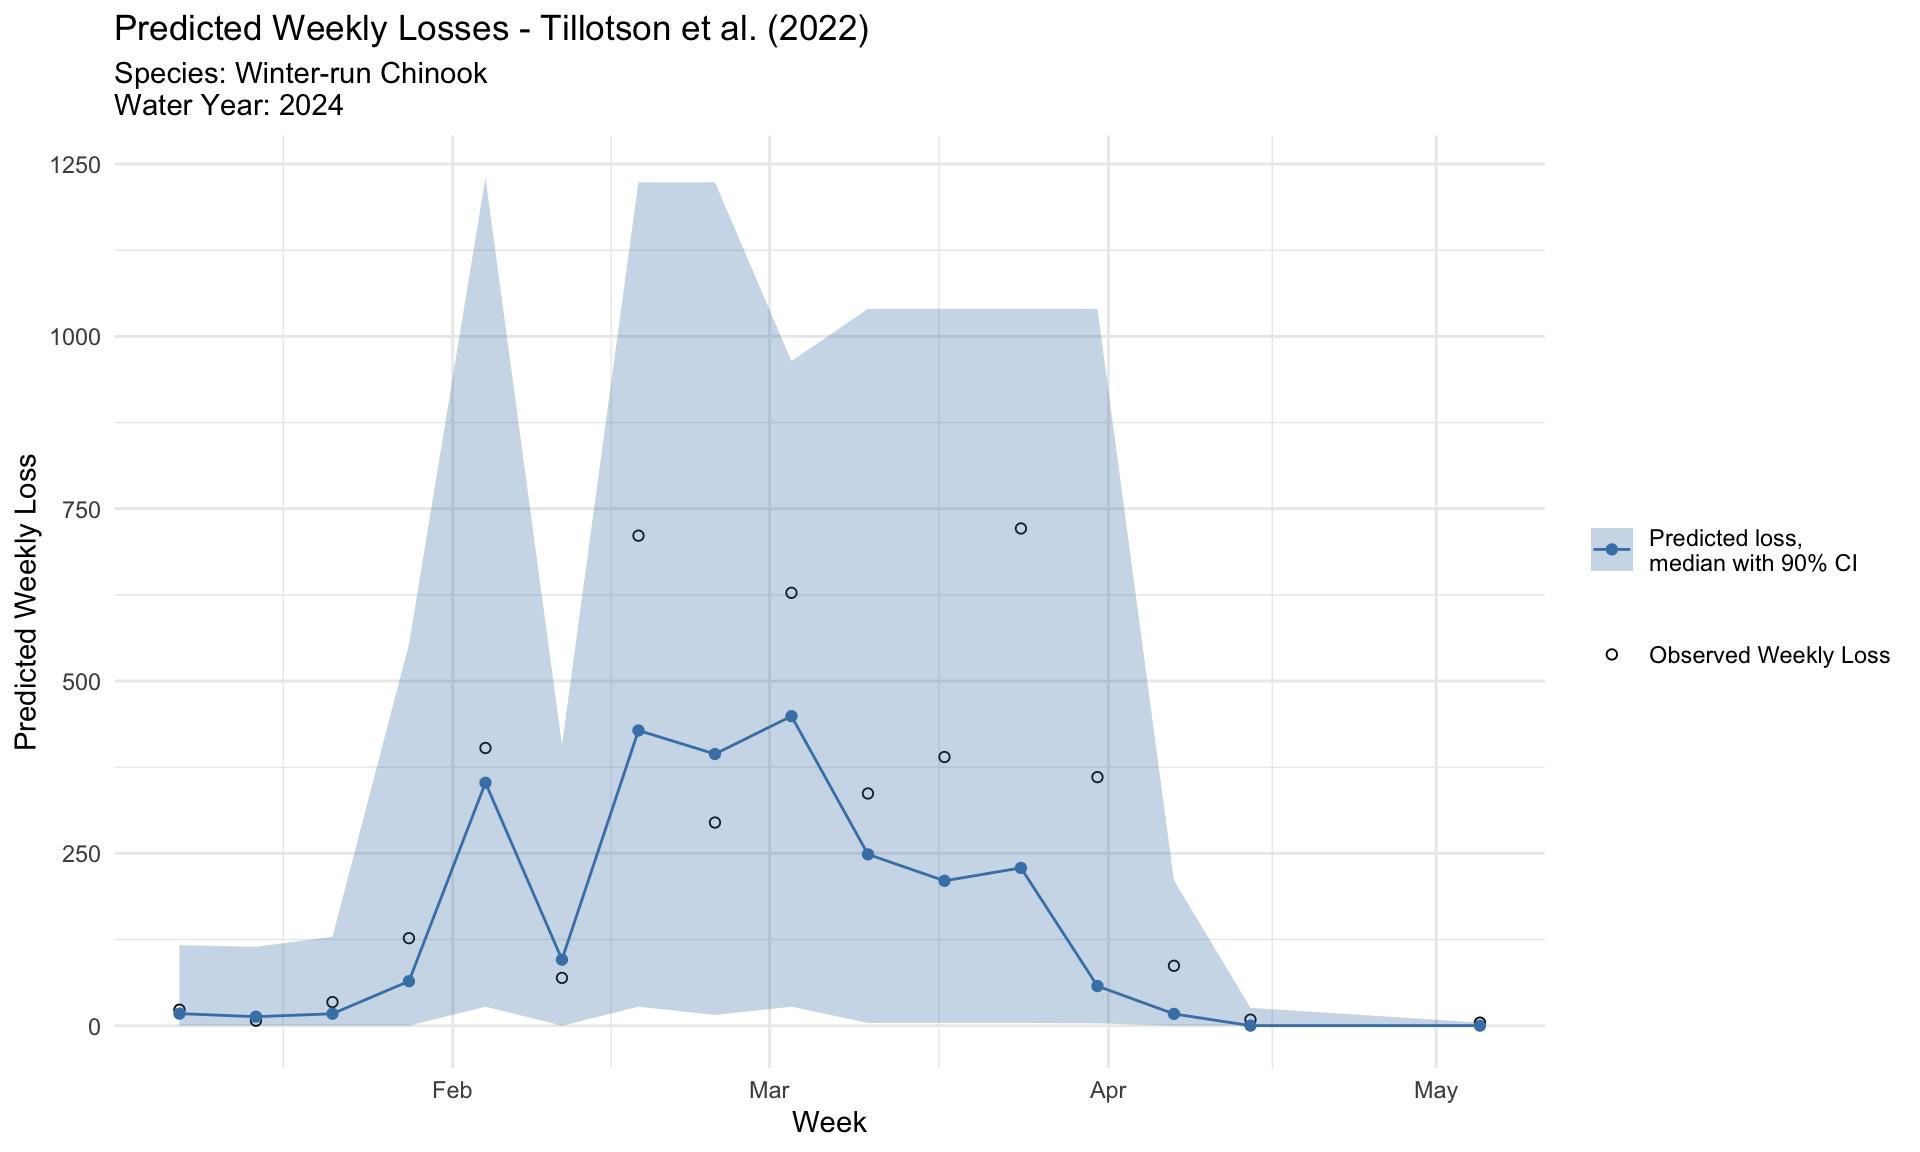 Predicted Weekly Losses - Tillotson et al. (2022)
Species: Winter-run Chinook
Water Year: 2024
Predicted Weekly Loss
1250
1000
750
500
250
0
Feb
Mar
Apr
May
Week
Predicted loss,
median with 90% CI
Observed Weekly Loss